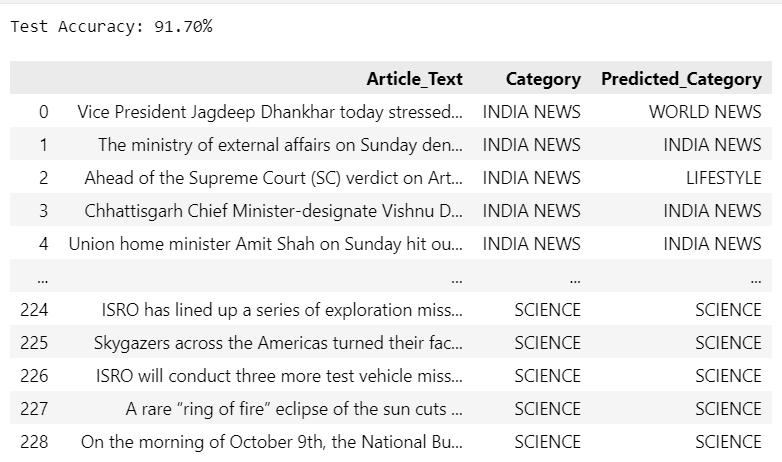 Test Accuracy: 91.70%
Article_Text Category Predicted_Category
0 Vice President Jagdeep Dhankhar today stressed... INDIA NEWS WORLD NEWS
1 The ministry of external affairs on Sunday den... INDIA NEWS INDIA NEWS
2 Ahead of the Supreme Court (SC) verdict on Art... INDIA NEWS LIFESTYLE
3 Chhattisgarh Chief Minister-designate Vishnu D... INDIA NEWS INDIA NEWS
4 Union home minister Amit Shah on Sunday hit ou... INDIA NEWS INDIA NEWS
... ... ... ...
224 ISRO has lined up a series of exploration miss... SCIENCE SCIENCE
225 Skygazers across the Americas turned their fac... SCIENCE SCIENCE
226 ISRO will conduct three more test vehicle miss... SCIENCE SCIENCE
227 A rare “ring of fire” eclipse of the sun cuts ... SCIENCE SCIENCE
228 On the morning of October 9th, the National Bu... SCIENCE SCIENCE